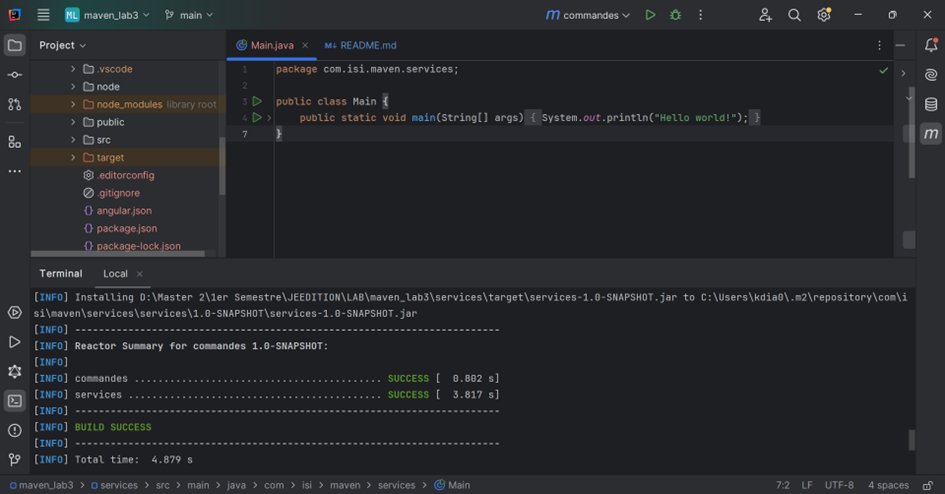 ML maven_lab3 main m commandes
Project
Main.java
M↓ README.md
.vscode
node
node_modules library root
public
src
target
.editorconfig
.gitignore
{} angular.json
{} package.json
{} package-lock.json
1 package com.isi.maven.services;
2
3 public class Main {
4 public static void main(String[] args) { System.out.println("Hello world!"); }
7 }
m
Terminal Local
[INFO] Installing D:\Master 2\1er Semestre\JEEDITION\LAB\maven_lab3\services\target\services-1.0-SNAPSHOT.jar to C:\Users\kdia0\.m2\repository\com\i
si\maven\services\services\1.0-SNAPSHOT\services-1.0-SNAPSHOT.jar
[INFO] ------------------------------------------------------------------------
[INFO] Reactor Summary for commandes 1.0-SNAPSHOT:
[INFO]
[INFO] commandes .......................................... SUCCESS [  0.802 s]
[INFO] services ........................................... SUCCESS [  3.817 s]
[INFO] ------------------------------------------------------------------------
[INFO] BUILD SUCCESS
[INFO] ------------------------------------------------------------------------
[INFO] Total time:  4.879 s
maven_lab3 > services > src > main > java > com > isi > maven > services > Main 7:2 LF UTF-8 4 spaces